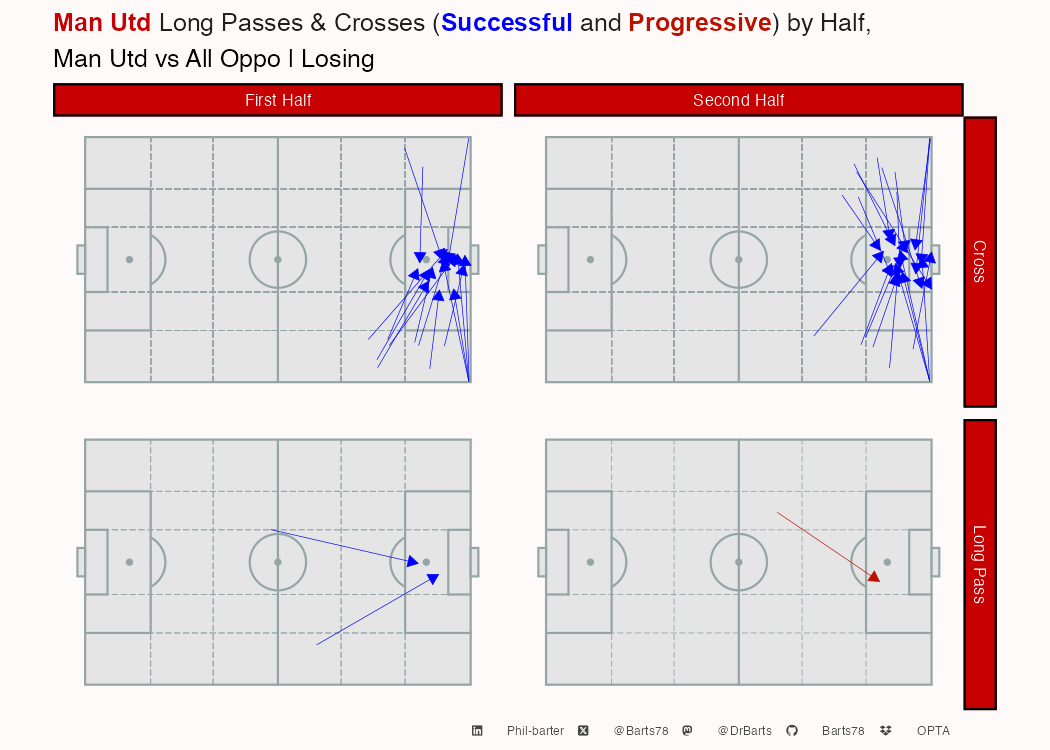 Man Utd Long Passes & Crosses (Successful and Progressive) by Half,
Man Utd vs All Oppo | Losing
First Half
Second Half
Cross
Long Pass
Phil-barter @Barts78 @DrBarts Barts78 OPTA